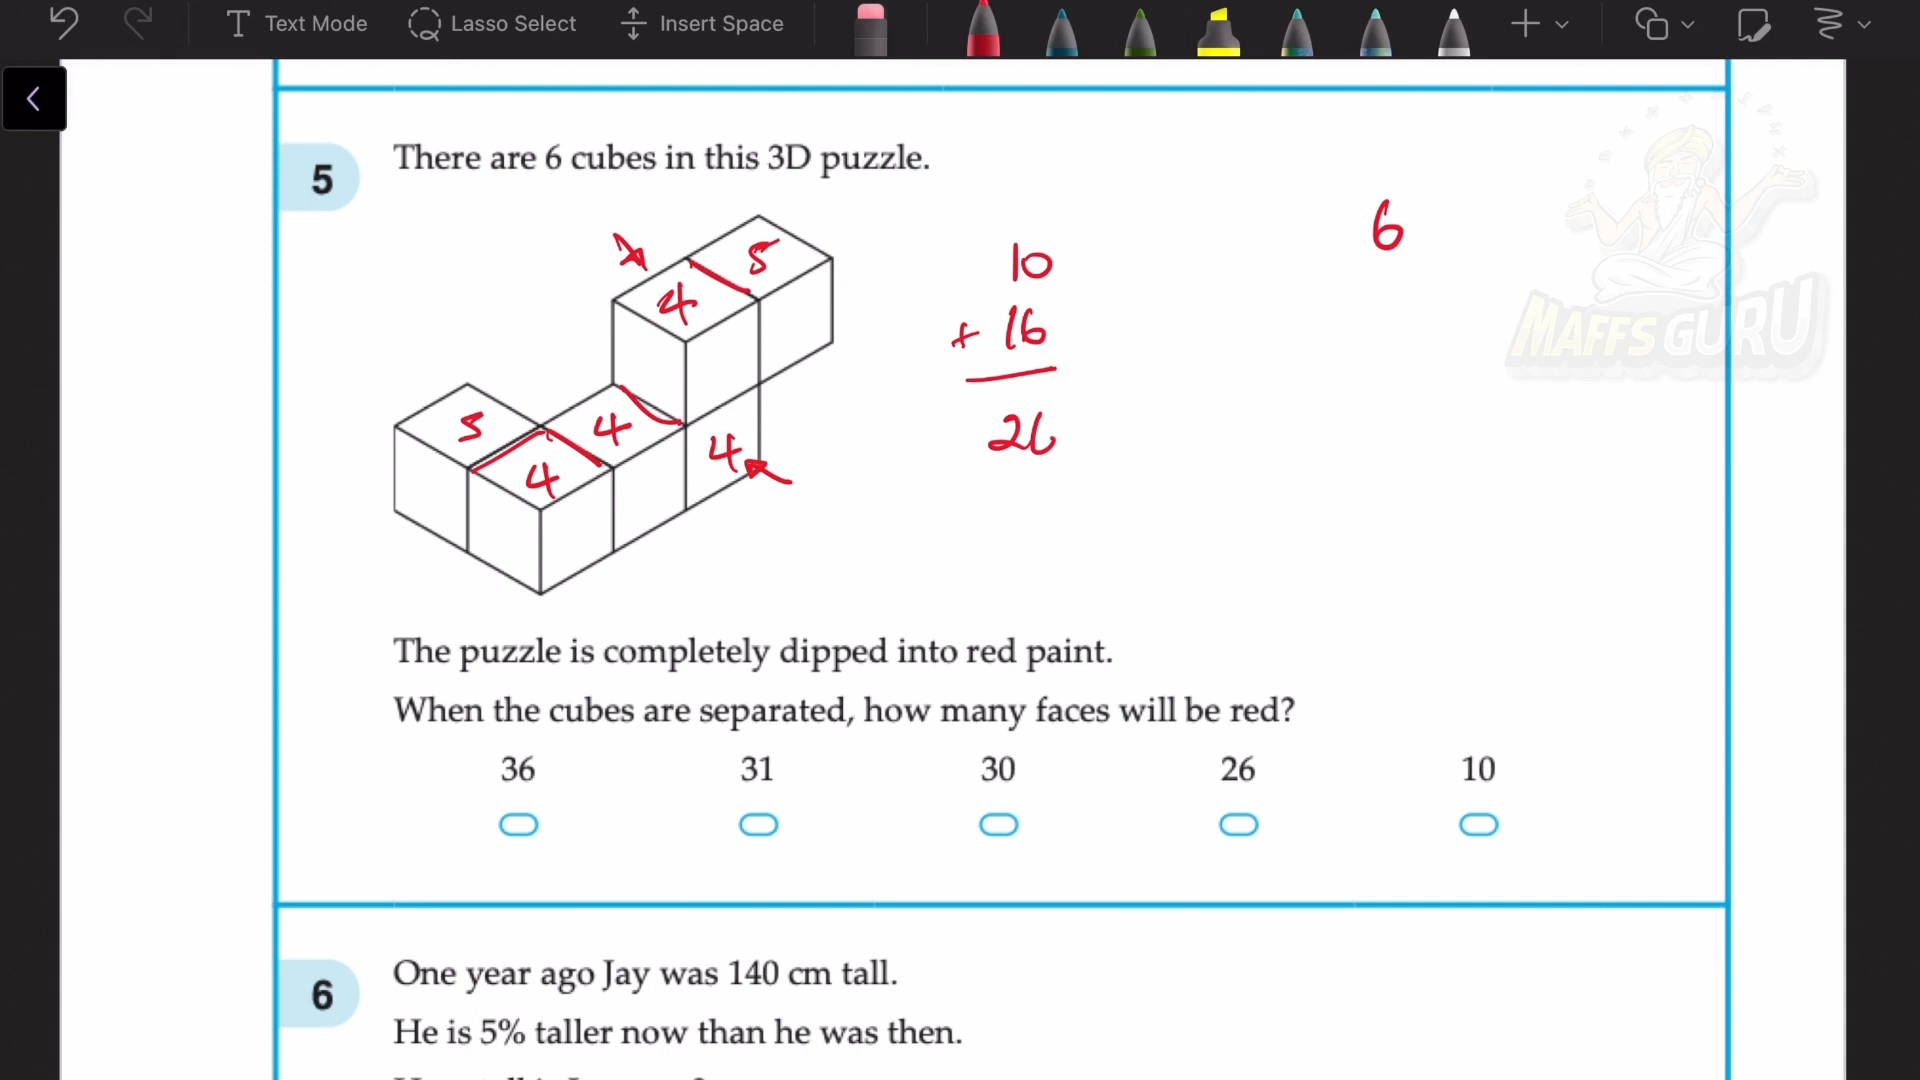 Text Mode
Lasso Select
Insert Space
5
There are 6 cubes in this 3D puzzle.
5
4
5
4
4
4
10
+ 16
26
6
MAFFSGURU
The puzzle is completely dipped into red paint.
When the cubes are separated, how many faces will be red?
36 31 30 26 10
6
One year ago Jay was 140 cm tall.
He is 5% taller now than he was then.